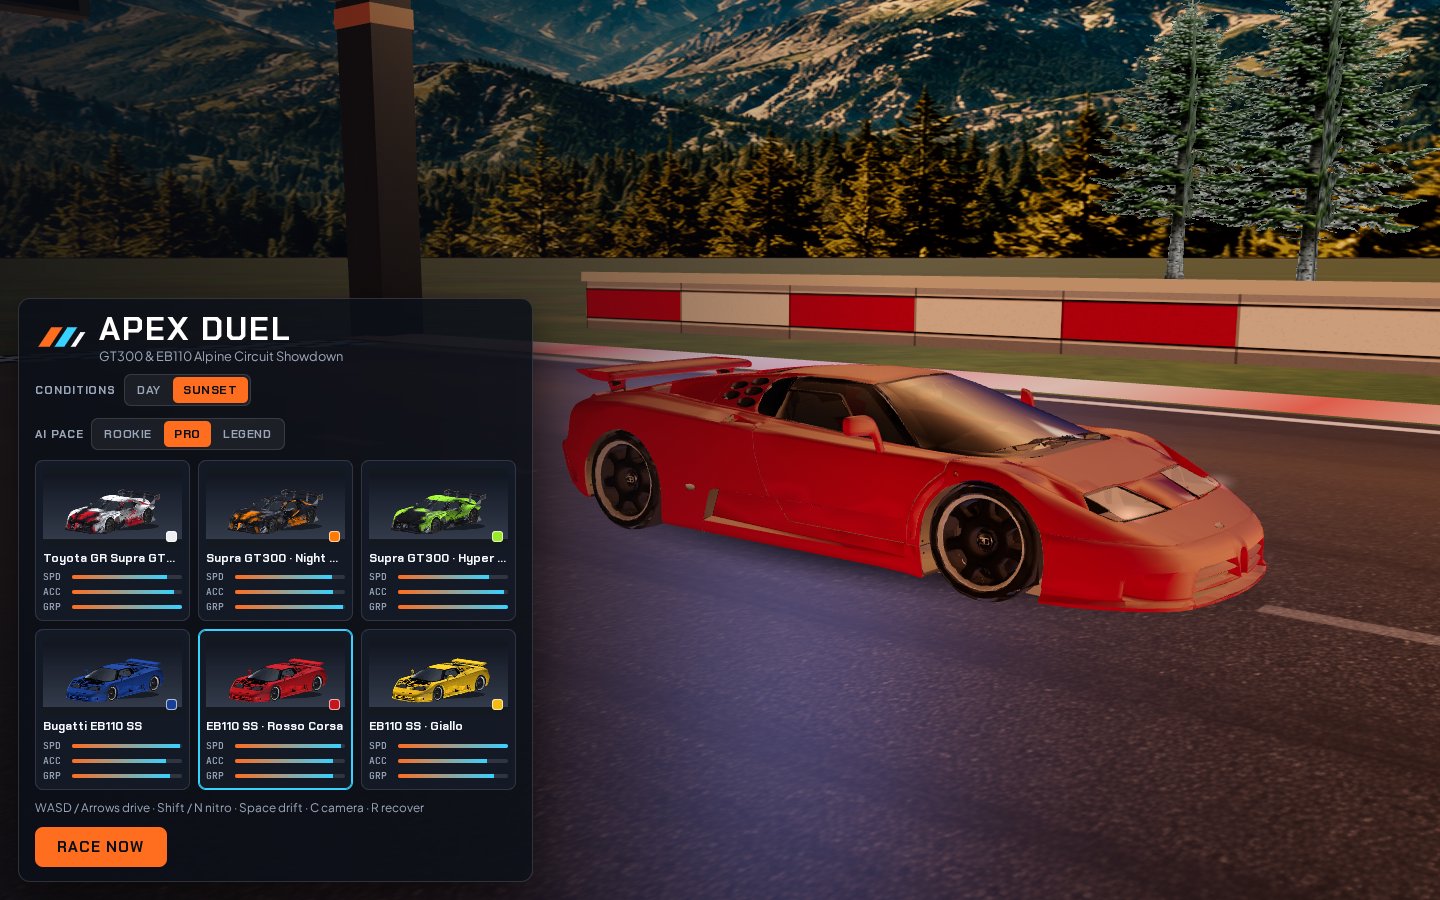 APEX DUEL
GT300 & EB110 Alpine Circuit Showdown
CONDITIONS DAY SUNSET
AI PACE ROOKIE PRO LEGEND
Toyota GR Supra GT...
SPD
ACC
GRP
Supra GT300 · Night ...
SPD
ACC
GRP
Supra GT300 · Hyper ...
SPD
ACC
GRP
Bugatti EB110 SS
SPD
ACC
GRP
EB110 SS · Rosso Corsa
SPD
ACC
GRP
EB110 SS · Giallo
SPD
ACC
GRP
WASD / Arrows drive · Shift / N nitro · Space drift · C camera · R recover
RACE NOW